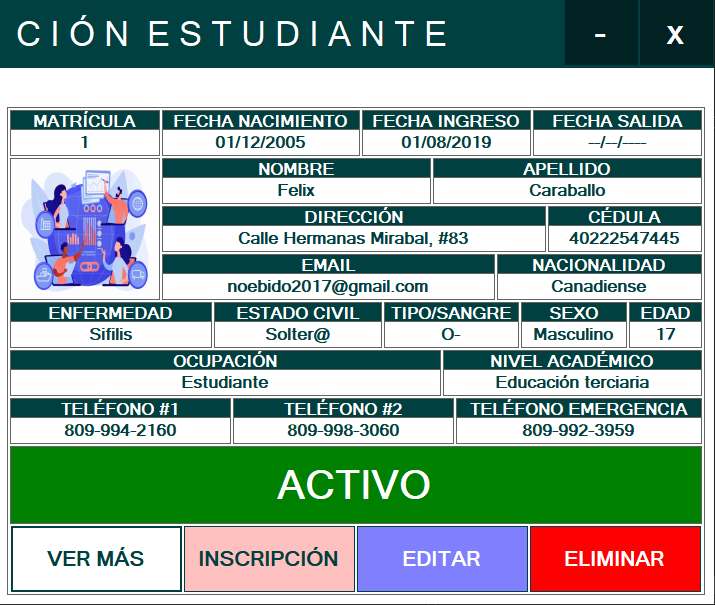 CIÓN ESTUDIANTE - X
MATRÍCULA FECHA NACIMIENTO FECHA INGRESO FECHA SALIDA
1 01/12/2005 01/08/2019 --/--/----
NOMBRE APELLIDO
Felix Caraballo
DIRECCIÓN CÉDULA
Calle Hermanas Mirabal, #83 40222547445
EMAIL NACIONALIDAD
noebido2017@gmail.com Canadiense
ENFERMEDAD ESTADO CIVIL TIPO/SANGRE SEXO EDAD
Sifilis Solter@ O- Masculino 17
OCUPACIÓN NIVEL ACADÉMICO
Estudiante Educación terciaria
TELÉFONO #1 TELÉFONO #2 TELÉFONO EMERGENCIA
809-994-2160 809-998-3060 809-992-3959
ACTIVO
VER MÁS INSCRIPCIÓN EDITAR ELIMINAR